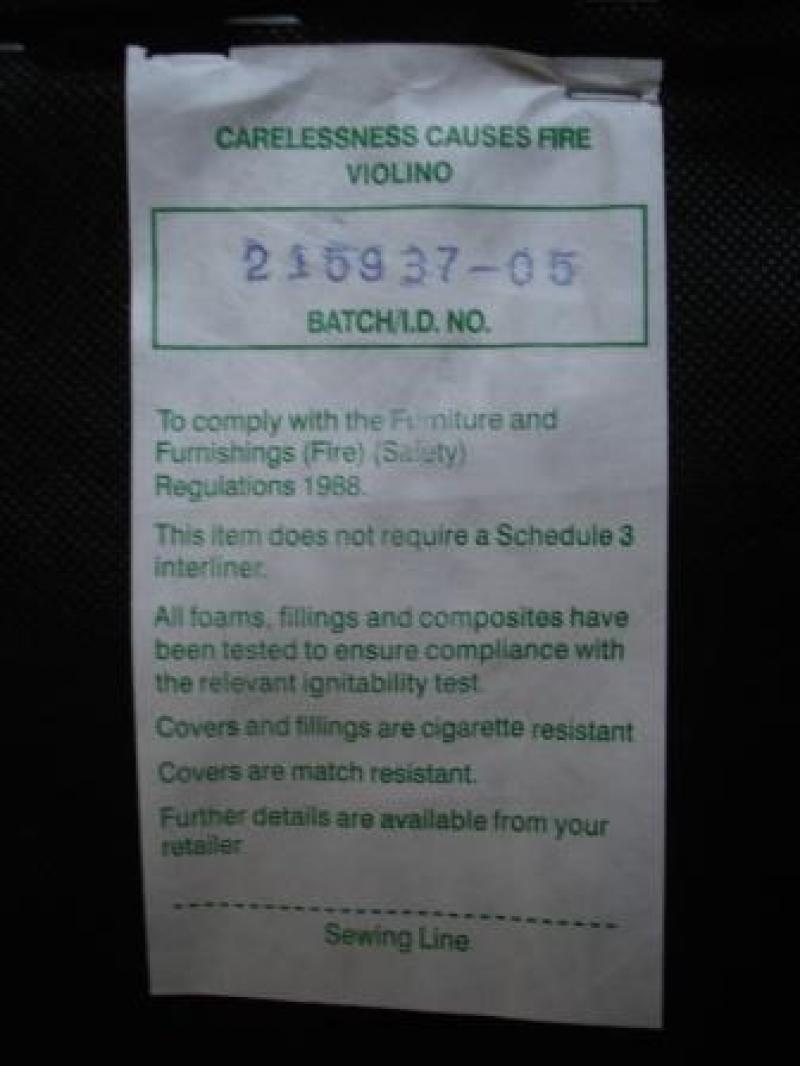 CARELESSNESS CAUSES FIRE
VIOLINO
215937-05
BATCH/I.D. NO.
To comply with the Furniture and
Furnishings (Fire) (Safety)
Regulations 1988.
This item does not require a Schedule 3
interliner.
All foams, fillings and composites have
been tested to ensure compliance with
the relevant ignitability test.
Covers and fillings are cigarette resistant
Covers are match resistant.
Further details are available from your
retailer
Sewing Line